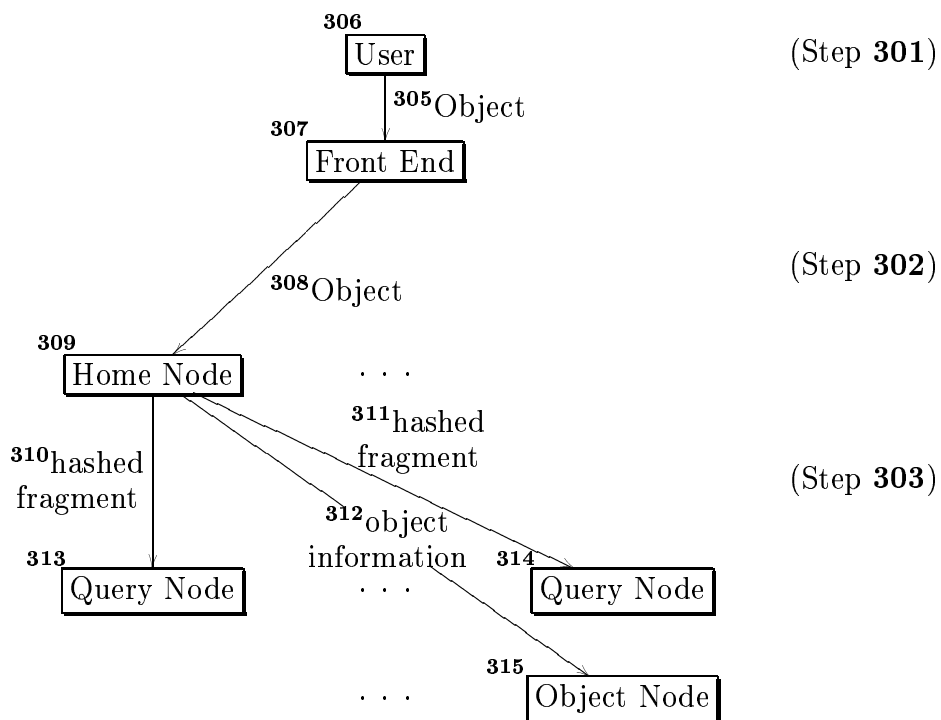 306
User
(Step 301)
305Object
307
Front End
(Step 302)
308Object
309
Home Node
. . .
311hashed
fragment
310hashed
fragment
(Step 303)
312object
information
313
Query Node
. . .
314
Query Node
315
. . .
Object Node